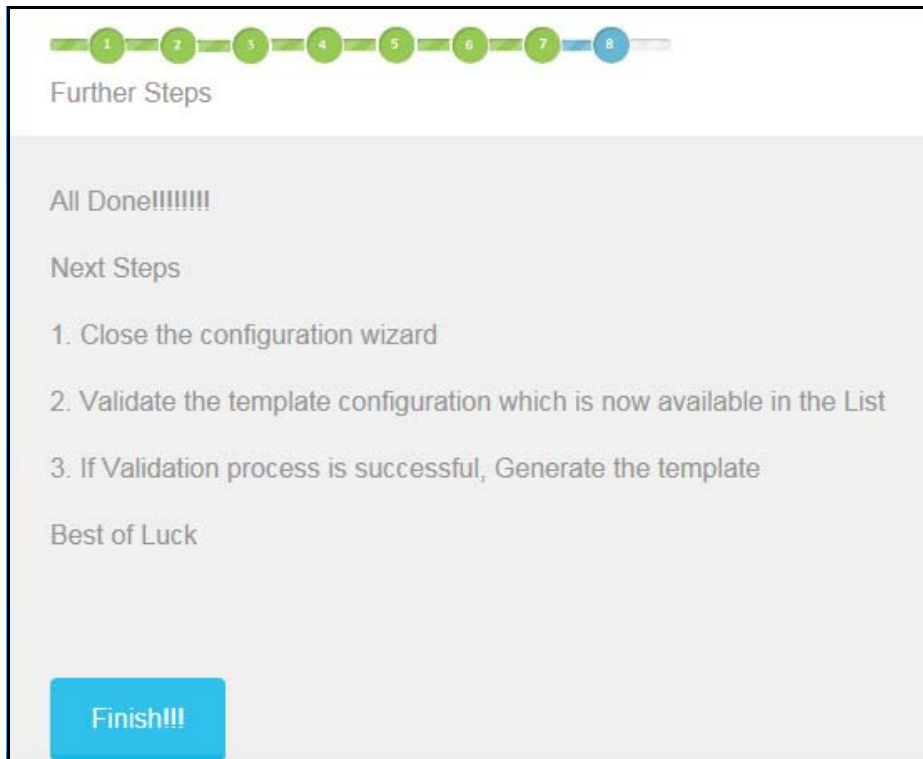 1 2 3 4 5 6 7 8
Further Steps
All Done!!!!!!!!
Next Steps
1. Close the configuration wizard
2. Validate the template configuration which is now available in the List
3. If Validation process is successful, Generate the template
Best of Luck
Finish!!!